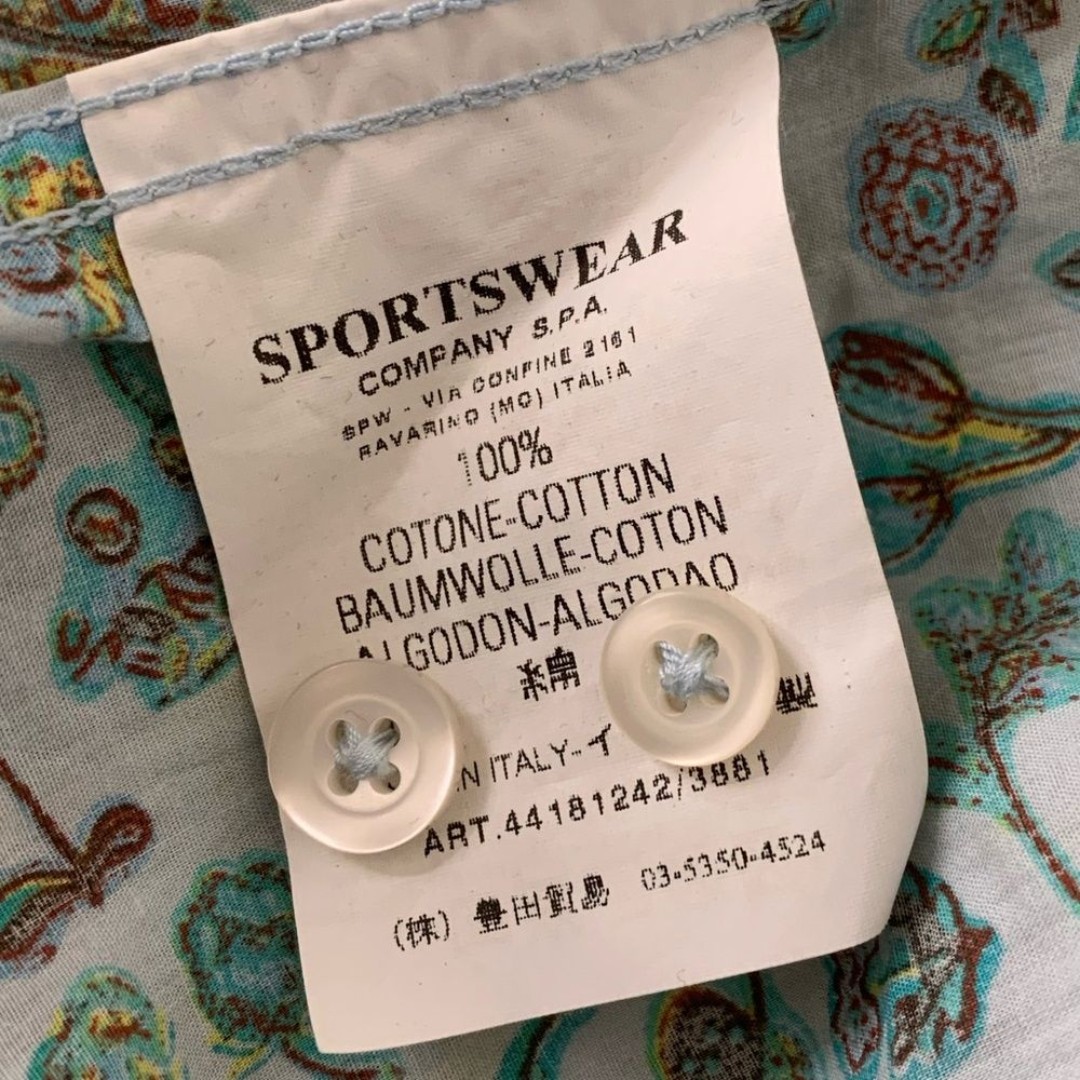 SPORTSWEAR
COMPANY S.P.A.
SPW - VIA CONFINE 2161
RAVARINO (MO) ITALIA
100%
COTONE-COTTON
BAUMWOLLE-COTON
ALGODON-ALGODAO
綿
ITALY-イ 製
ART.44181242/3881
(株) 豊田貿易 03-5350-4524